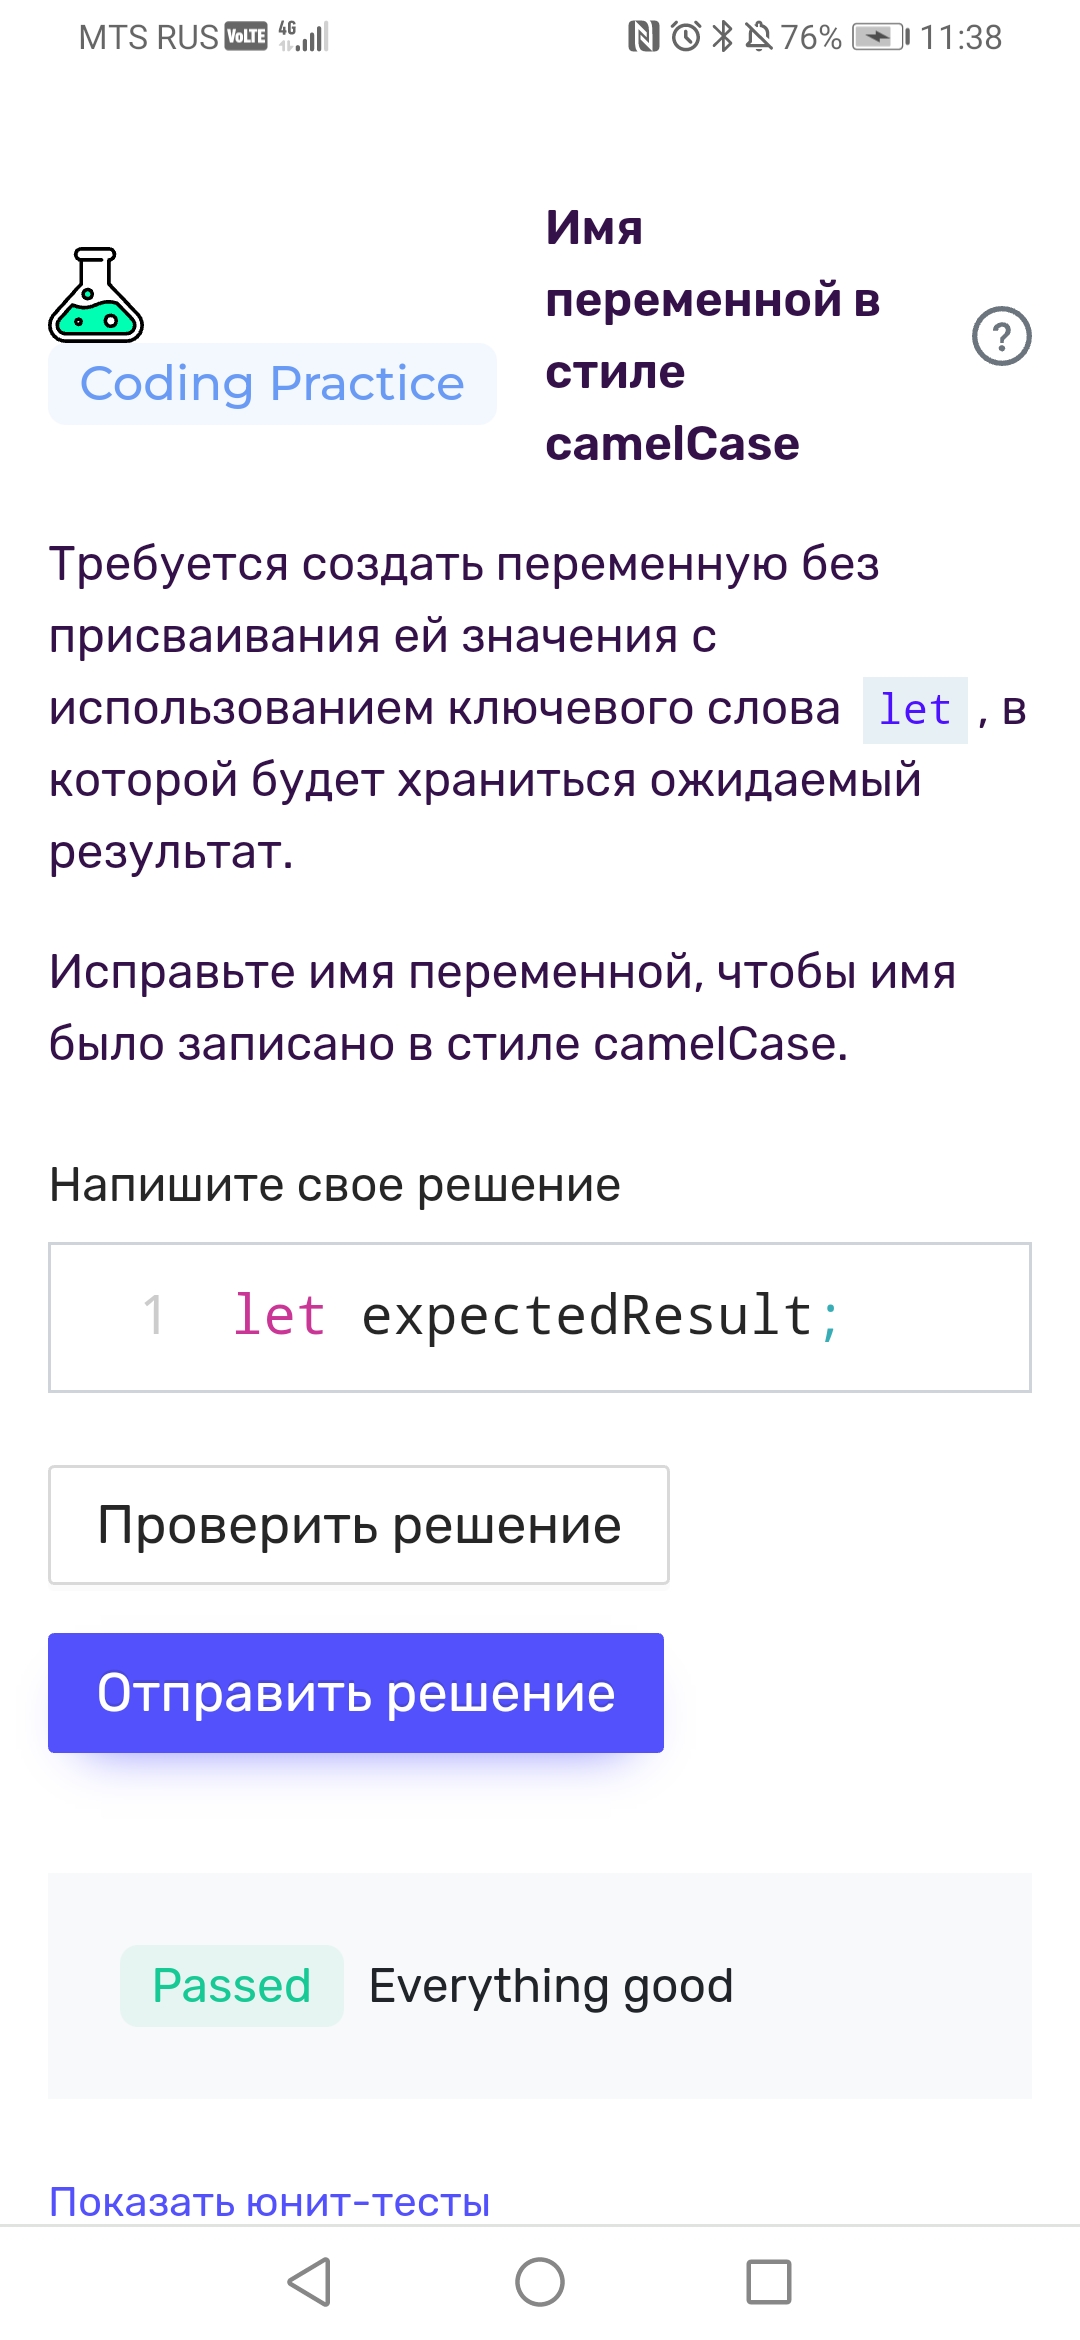 MTS RUS VoLTE 4G 76% 11:38
Coding Practice
Имя
переменной в
стиле
camelCase
?
Требуется создать переменную без
присваивания ей значения с
использованием ключевого слова let , в
которой будет храниться ожидаемый
результат.
Исправьте имя переменной, чтобы имя
было записано в стиле camelCase.
Напишите свое решение
1 let expectedResult;
Проверить решение
Отправить решение
Passed Everything good
Показать юнит-тесты